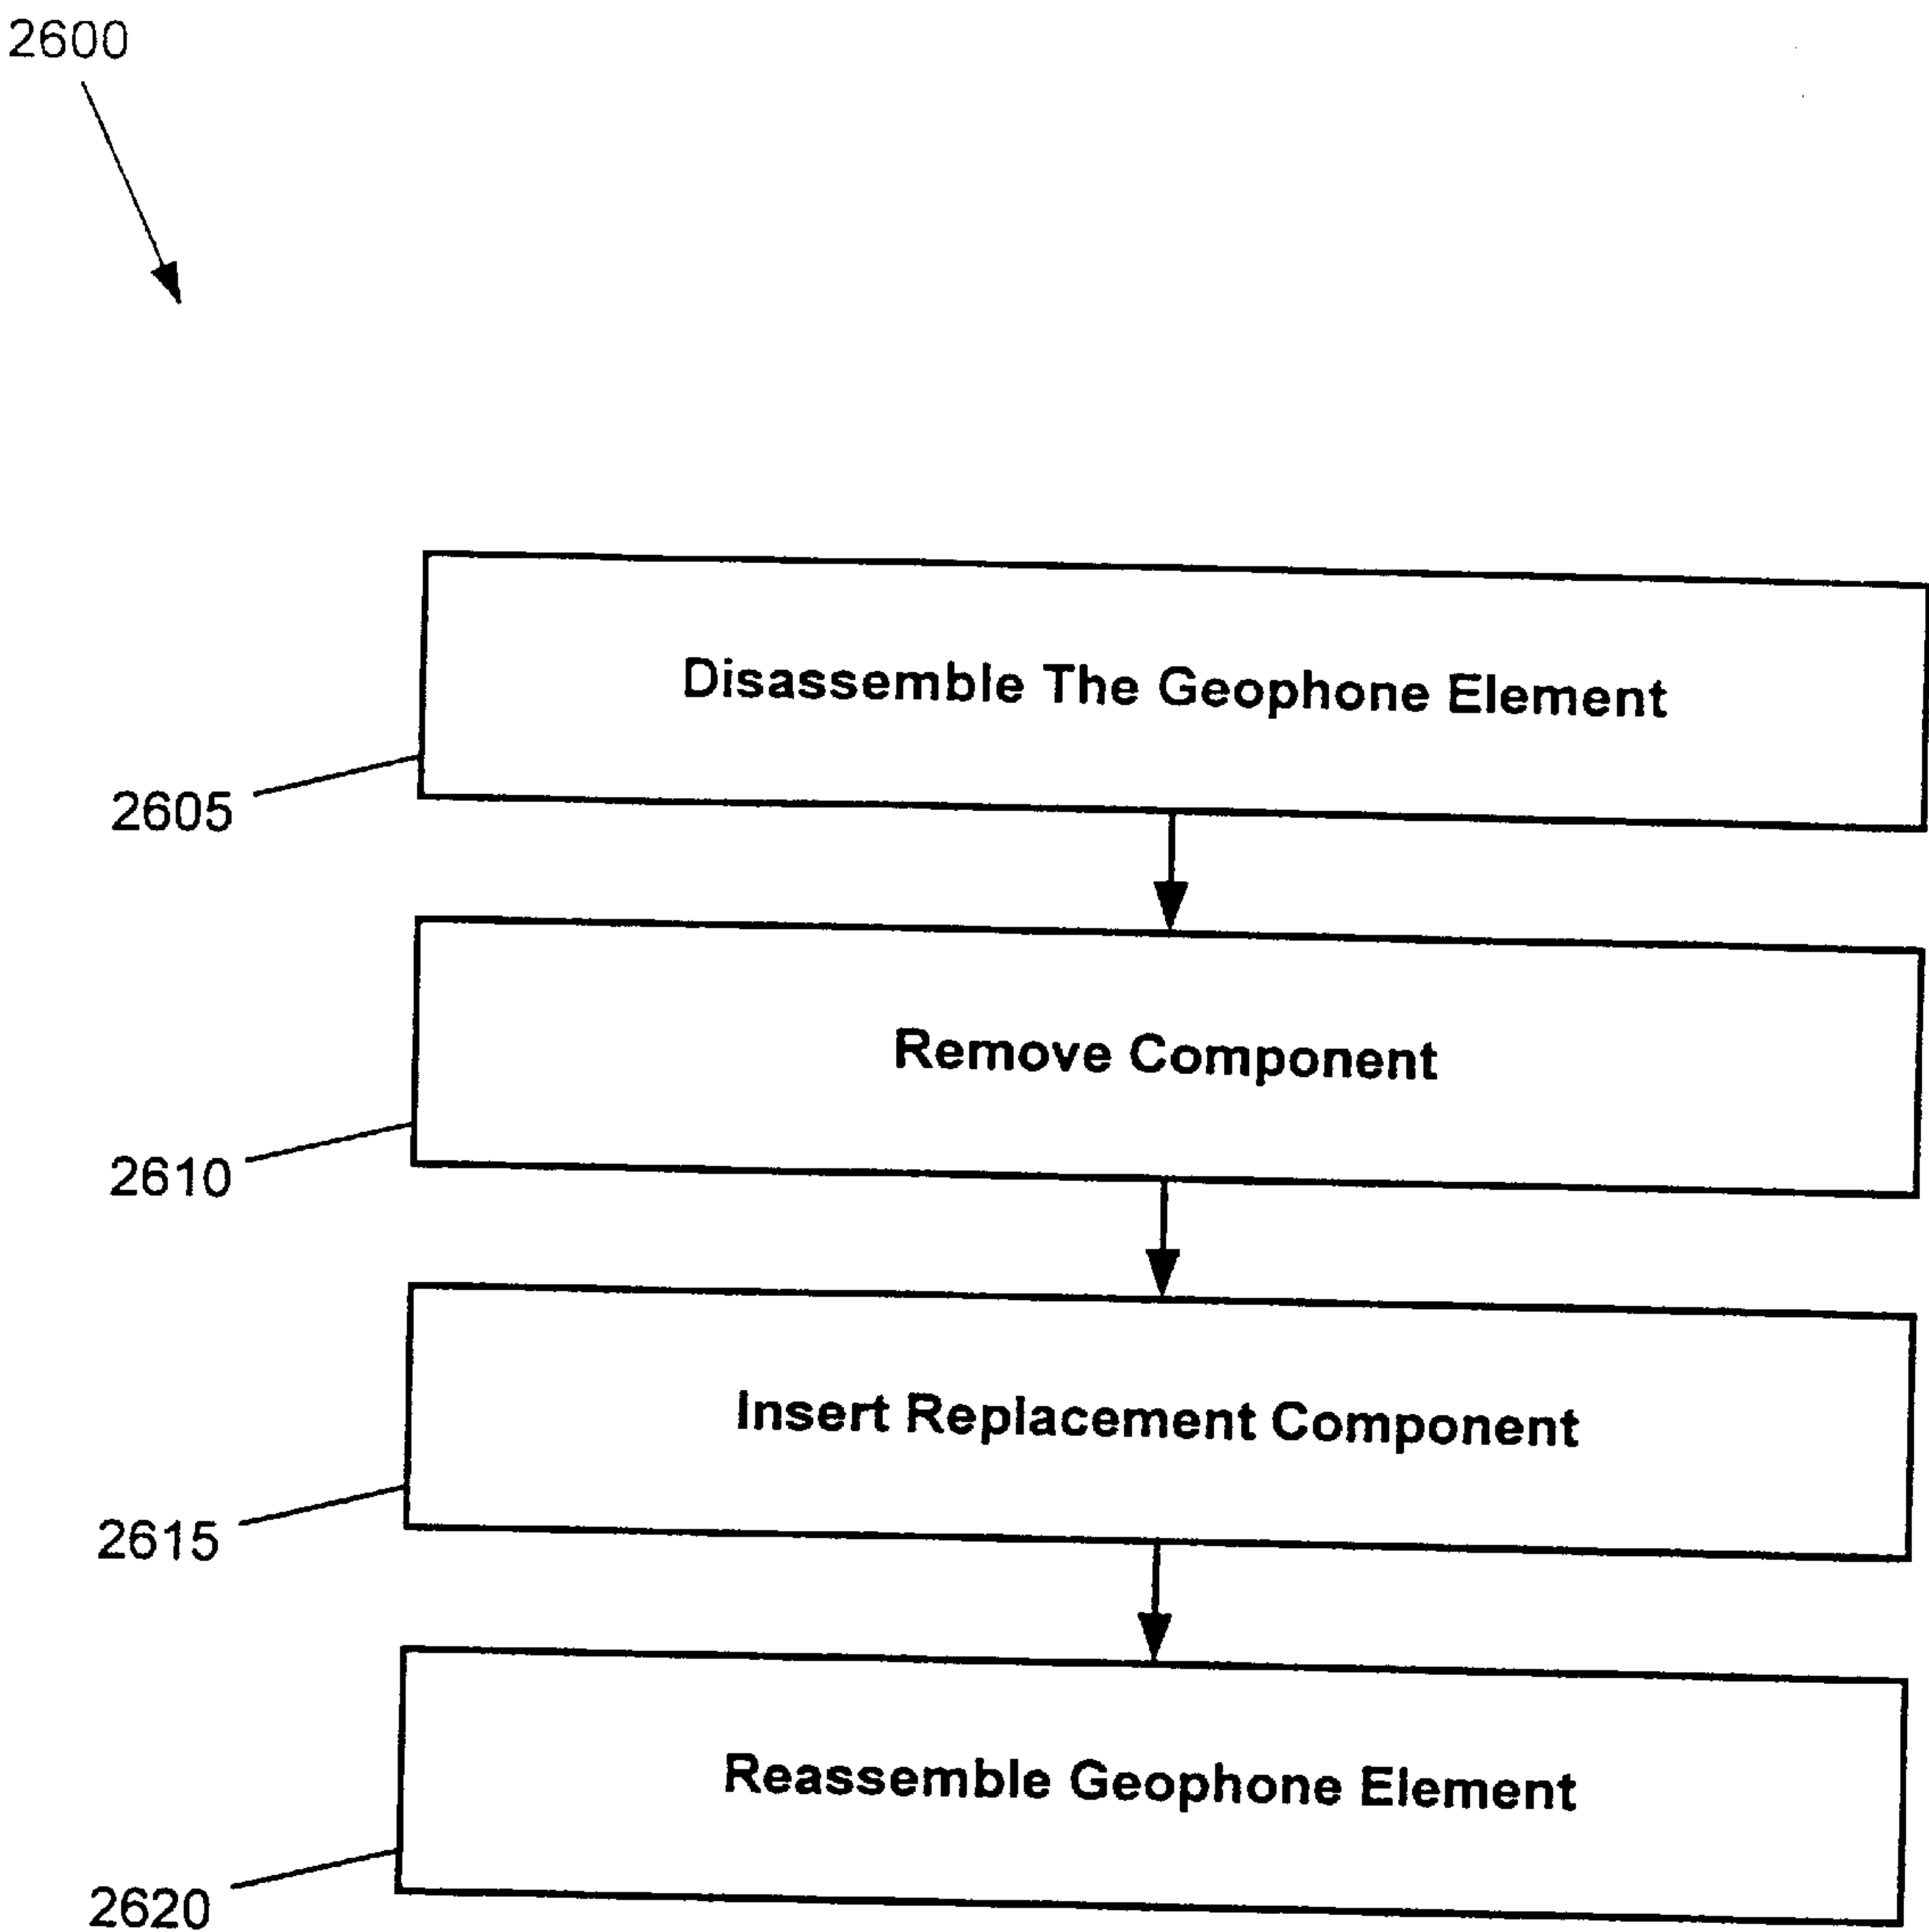 2600
Disassemble The Geophone Element
2605
Remove Component
2610
Insert Replacement Component
2615
Reassemble Geophone Element
2620